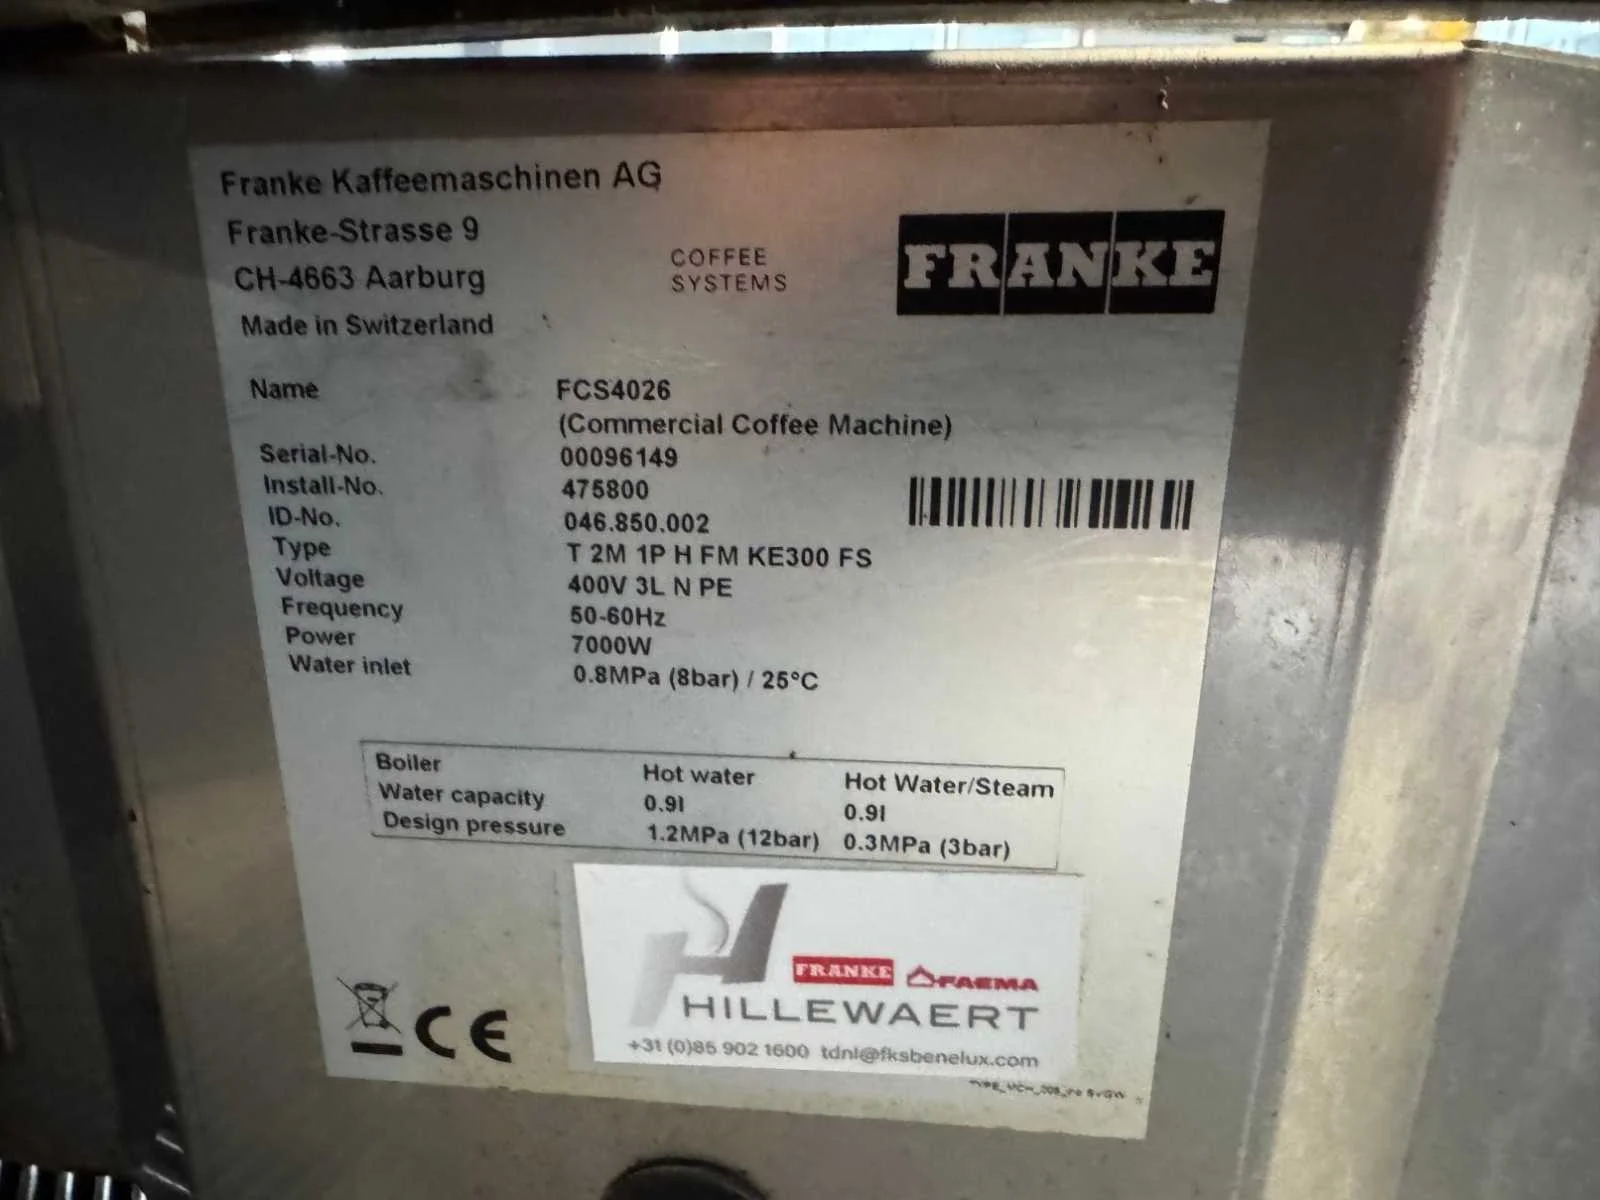 Franke Kaffeemaschinen AG
Franke-Strasse 9
CH-4663 Aarburg
Made in Switzerland
COFFEE
SYSTEMS
FRANKE
Name FCS4026
(Commercial Coffee Machine)
Serial-No. 00096149
Install-No. 475800
ID-No. 046.850.002
Type T 2M 1P H FM KE300 FS
Voltage 400V 3L N PE
Frequency 50-60Hz
Power 7000W
Water inlet 0.8MPa (8bar) / 25°C
Boiler Hot water Hot Water/Steam
Water capacity 0.9l 0.9l
Design pressure 1.2MPa (12bar) 0.3MPa (3bar)
CE
H
FRANKE FAEMA
HILLEWAERT
+31 (0)85 902 1600 tdnl@fksbenelux.com